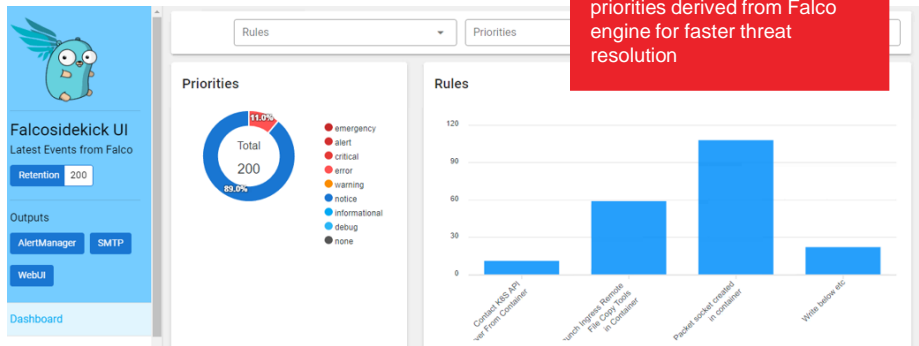 priorities derived from Falco
engine for faster threat
resolution
Rules
Priorities
Falcosidekick UI
Latest Events from Falco
Retention 200
Outputs
AlertManager SMTP
WebUI
Dashboard
Priorities
11.0%
Total
200
89.0%
emergency
alert
critical
error
warning
notice
informational
debug
none
Rules
120
90
60
30
0
Contact K8S API
ver From Container
unch Ingress Remote
File Copy Tools
in Container
Packet socket created
in container
Write below etc